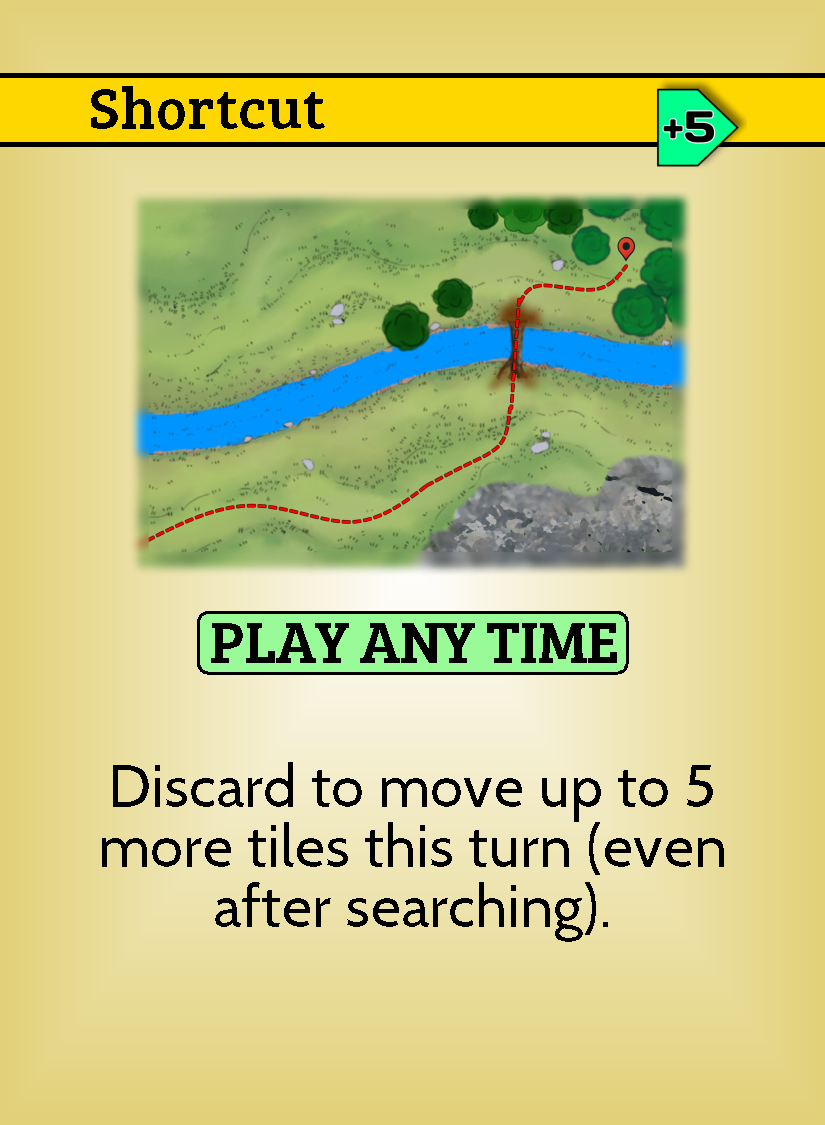 Shortcut
+5
PLAY ANY TIME
Discard to move up to 5
more tiles this turn (even
after searching).